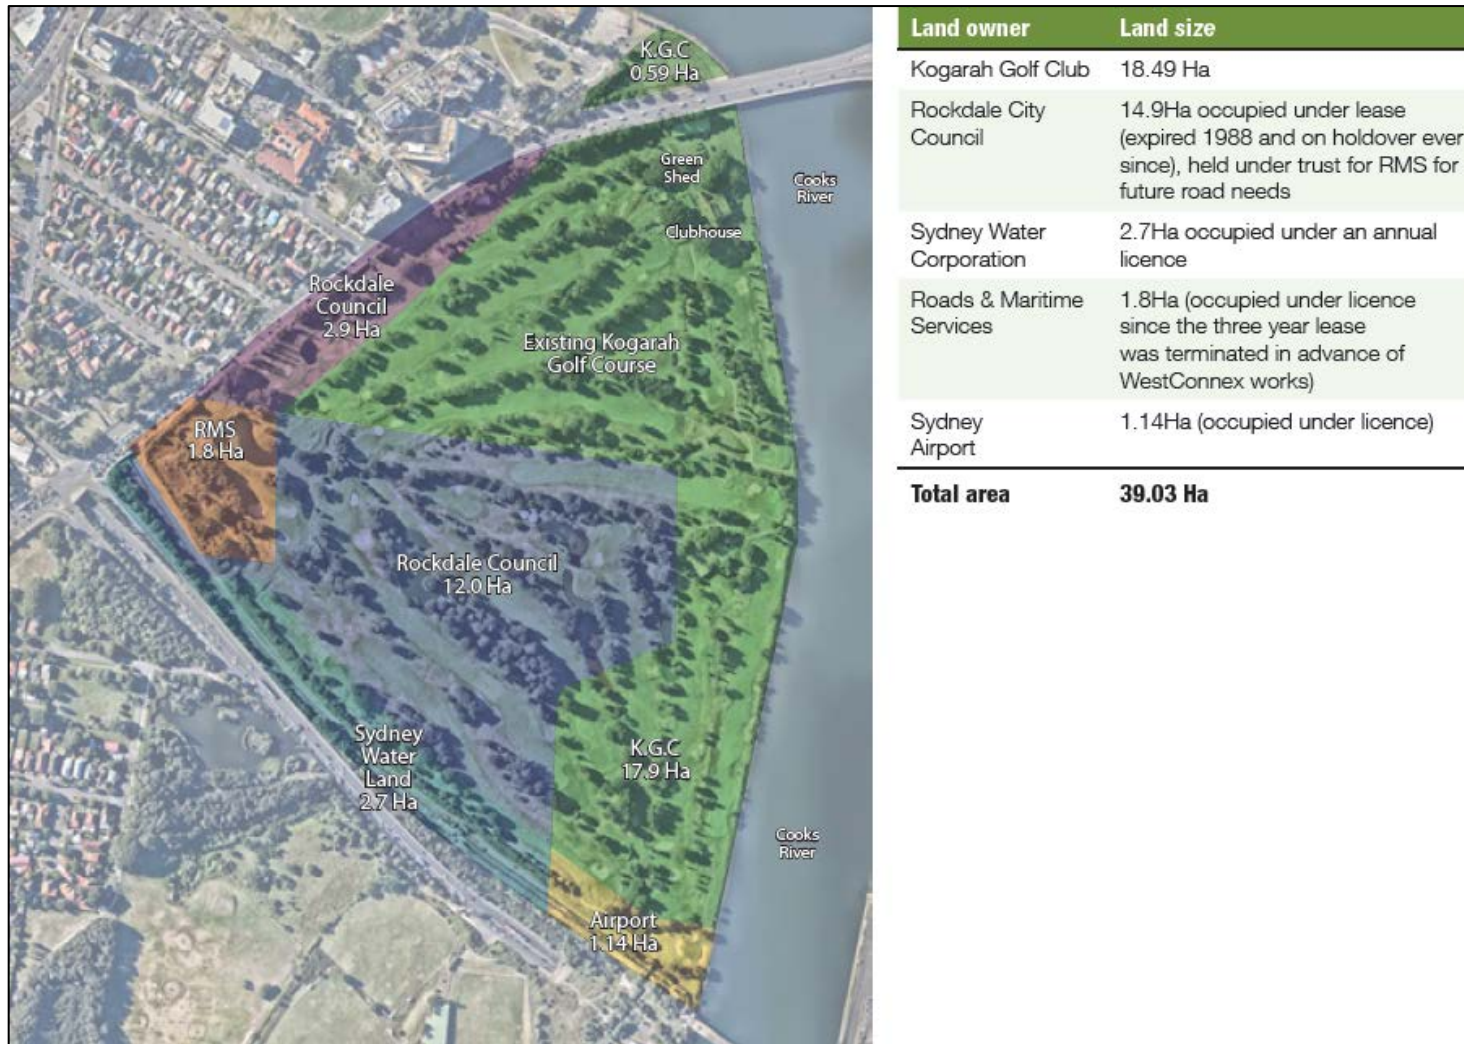 K.G.C
0.59 Ha
Green
Shed
Cooks
River
Clubhouse
Rockdale
Council
2.9 Ha
Existing Kogarah
Golf Course
RMS
1.8 Ha
Rockdale Council
12.0 Ha
Sydney
Water
Land
2.7 Ha
K.G.C
17.9 Ha
Cooks
River
Airport
1.14 Ha
Land owner Land size
Kogarah Golf Club 18.49 Ha
Rockdale City 14.9Ha occupied under lease
Council (expired 1988 and on holdover ever
since), held under trust for RMS for
future road needs
Sydney Water 2.7Ha occupied under an annual
Corporation licence
Roads & Maritime 1.8Ha (occupied under licence
Services since the three year lease
was terminated in advance of
WestConnex works)
Sydney 1.14Ha (occupied under licence)
Airport
Total area 39.03 Ha